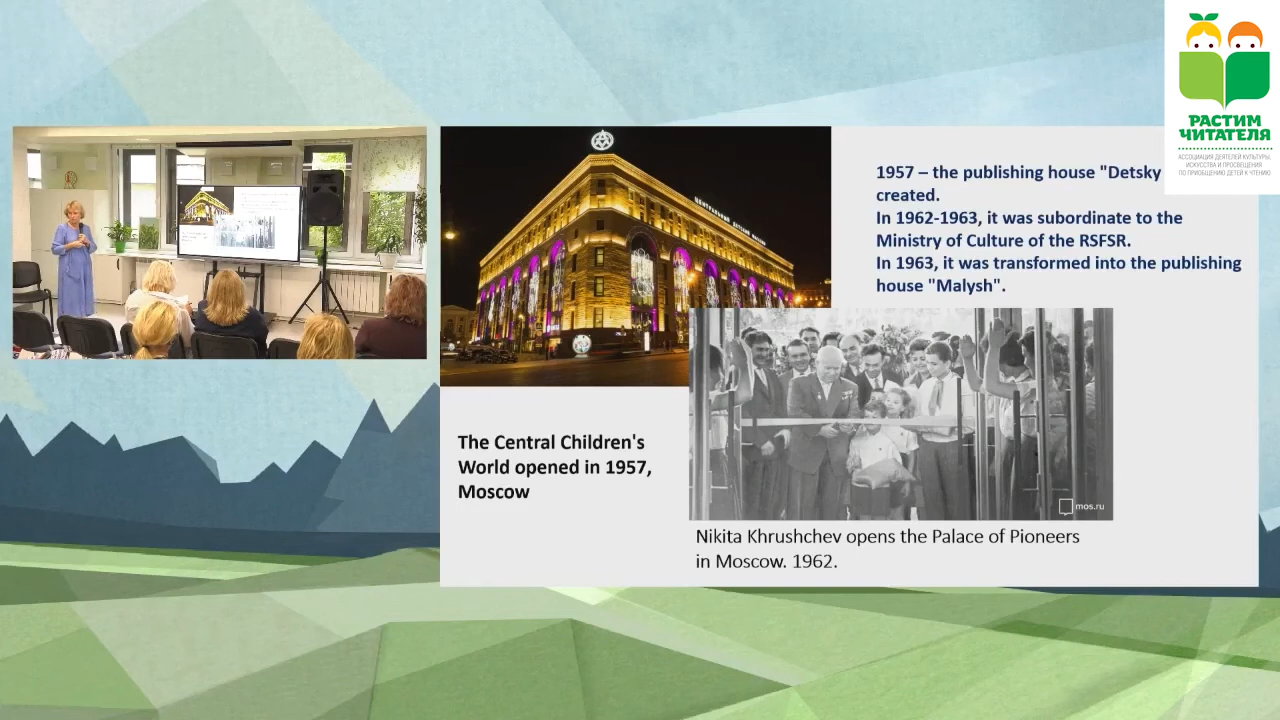 РАСТИМ
ЧИТАТЕЛЯ
АССОЦИАЦИЯ ДЕЯТЕЛЕЙ КУЛЬТУРЫ,
ИСКУССТВА И ПРОСВЕЩЕНИЯ
ПО ПРИОБЩЕНИЮ ДЕТЕЙ К ЧТЕНИЮ
1957 – the publishing house "Detsky
created.
In 1962-1963, it was subordinate to the
Ministry of Culture of the RSFSR.
In 1963, it was transformed into the publishing
house "Malysh".
ЦЕНТРАЛЬНЫЙ ДЕТСКИЙ МАГАЗИН
The Central Children's
World opened in 1957,
Moscow
mos.ru
Nikita Khrushchev opens the Palace of Pioneers
in Moscow. 1962.